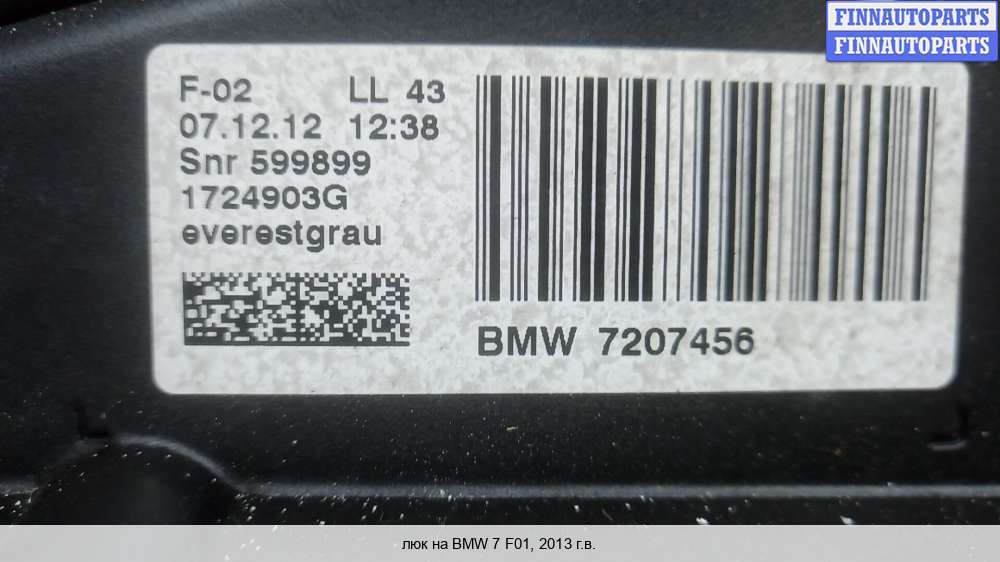 FINNAUTOPARTS
FINNAUTOPARTS
F-02 LL 43
07.12.12 12:38
Snr 599899
1724903G
everestgrau
BMW 7207456
люк на BMW 7 F01, 2013 г.в.